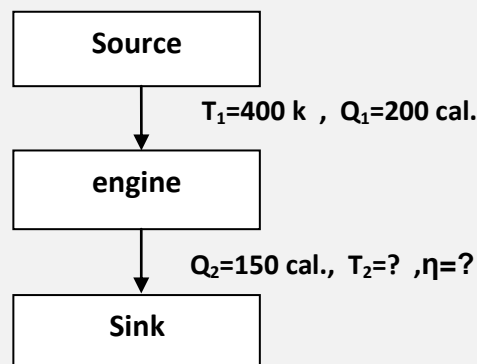 Source
T₁=400 k , Q₁=200 cal.
engine
Q₂=150 cal., T₂=? ,η=?
Sink